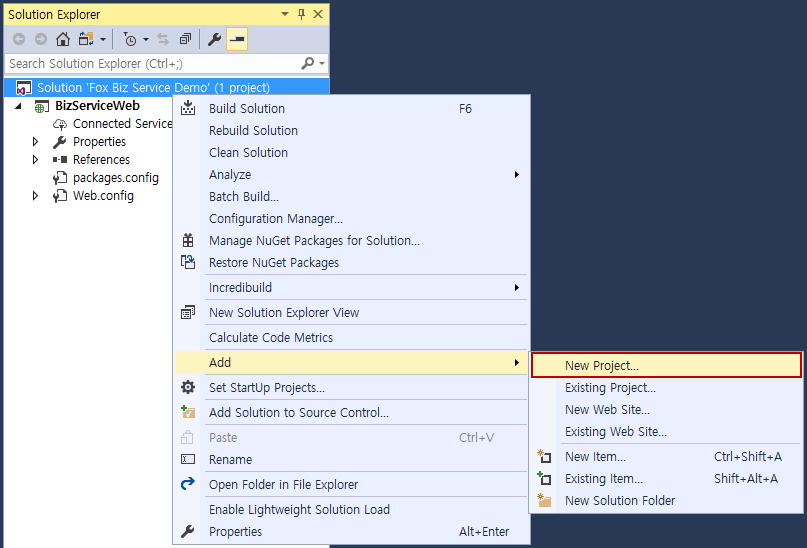 Solution Explorer
Search Solution Explorer (Ctrl+;)
Solution 'Fox Biz Service Demo' (1 project)
BizServiceWeb
Connected Service
Properties
References
packages.config
Web.config
Build Solution F6
Rebuild Solution
Clean Solution
Analyze
Batch Build...
Configuration Manager...
Manage NuGet Packages for Solution...
Restore NuGet Packages
Incredibuild
New Solution Explorer View
Calculate Code Metrics
Add
Set StartUp Projects...
Add Solution to Source Control...
Paste Ctrl+V
Rename
Open Folder in File Explorer
Enable Lightweight Solution Load
Properties Alt+Enter
New Project...
Existing Project...
New Web Site...
Existing Web Site...
New Item... Ctrl+Shift+A
Existing Item... Shift+Alt+A
New Solution Folder